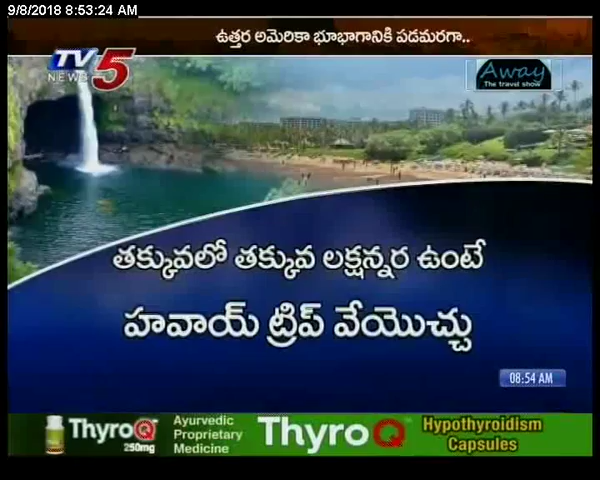 9/8/2018 8:53:24 AM
ఉత్తర అమెరికా భూభాగానికి పడమరగా..
TV5
NEWS
Away
The travel show
తక్కువలో తక్కువ లక్షన్నర ఉంటే
హవాయ్ ట్రిప్ వేయొచ్చు
08:54 AM
ThyroQ
250mg
Ayurvedic
Proprietary
Medicine
ThyroQ
Hypothyroidism
Capsules